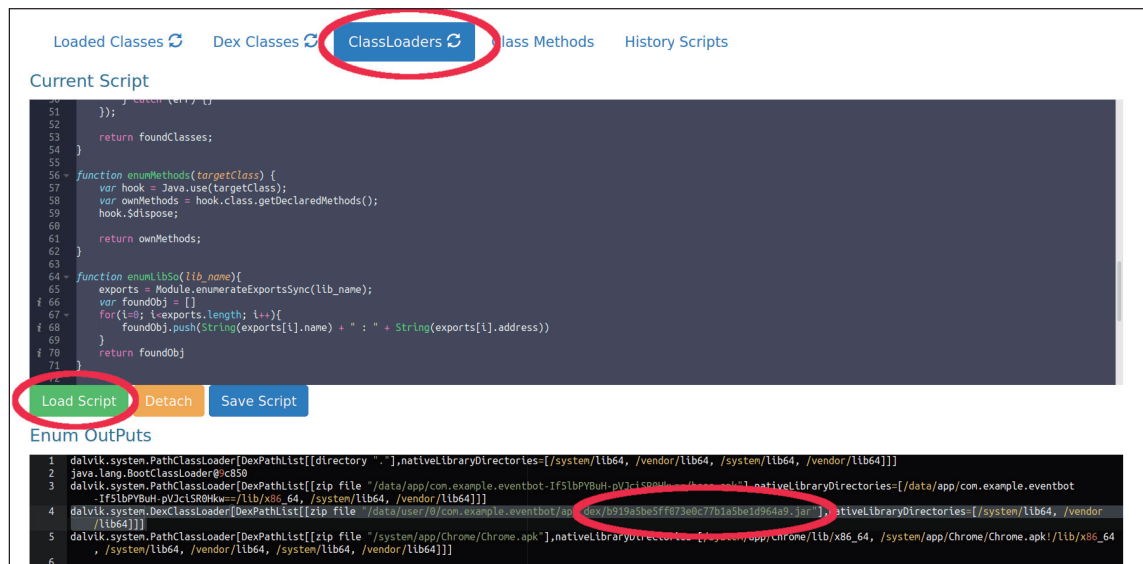 Loaded Classes Dex Classes ClassLoaders Class Methods History Scripts
Current Script
50 } catch (err) {}
51 });
52
53 return foundClasses;
54 }
55
56 function enumMethods(targetClass) {
57 var hook = Java.use(targetClass);
58 var ownMethods = hook.class.getDeclaredMethods();
59 hook.$dispose;
60
61 return ownMethods;
62 }
63
64 function enumLibSo(lib_name){
65 exports = Module.enumerateExportsSync(lib_name);
i 66 var foundObj = []
67 for(i=0; i<exports.length; i++){
i 68 foundObj.push(String(exports[i].name) + " : " + String(exports[i].address))
69 }
i 70 return foundObj
71 }
72
Load Script Detach Save Script
Enum OutPuts
1 dalvik.system.PathClassLoader[DexPathList[[directory "."],nativeLibraryDirectories=[/system/lib64, /vendor/lib64, /system/lib64, /vendor/lib64]]]
2 java.lang.BootClassLoader@9c850
3 dalvik.system.PathClassLoader[DexPathList[[zip file "/data/app/com.example.eventbot-If5lbPYBuH-pVJciSR0Hkw==/base.apk"],nativeLibraryDirectories=[/data/app/com.example.eventbot
-If5lbPYBuH-pVJciSR0Hkw==/lib/x86_64, /system/lib64, /vendor/lib64]]]
4 dalvik.system.DexClassLoader[DexPathList[[zip file "/data/user/0/com.example.eventbot/app_dex/b919a5be5ff073e0c77b1a5be1d964a9.jar"],nativeLibraryDirectories=[/system/lib64, /vendor
/lib64]]]
5 dalvik.system.PathClassLoader[DexPathList[[zip file "/system/app/Chrome/Chrome.apk"],nativeLibraryDirectories=[/system/app/Chrome/lib/x86_64, /system/app/Chrome/Chrome.apk!/lib/x86_64
, /system/lib64, /vendor/lib64, /system/lib64, /vendor/lib64]]]
6